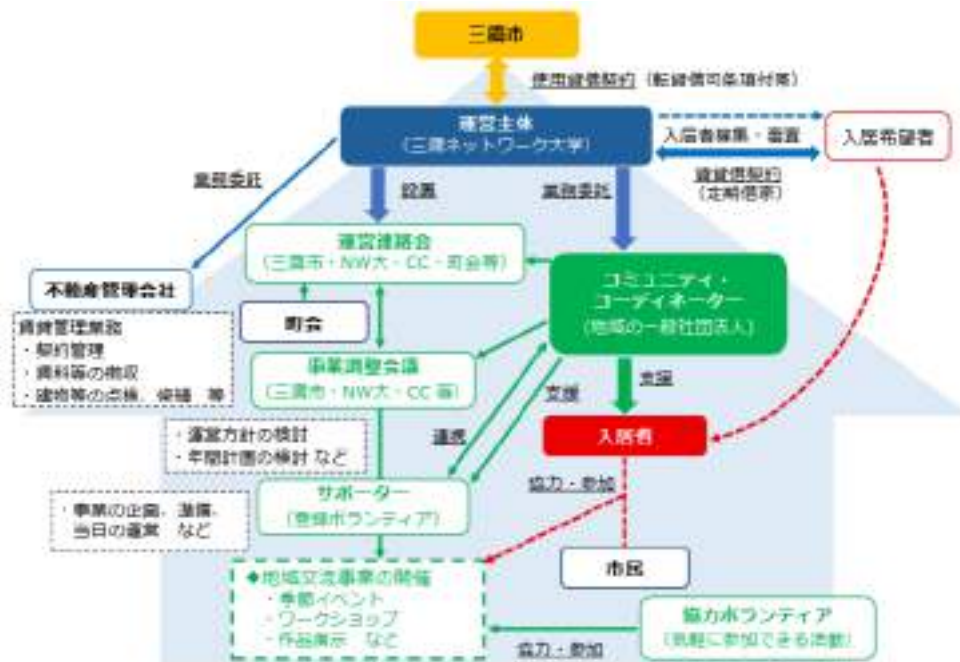 三鷹市
使用貸借契約（転貸借可条項付帯）
運営主体
（三鷹ネットワーク大学）
入居者募集・審査
入居希望者
賃貸借契約
（定期借家）
業務委託
設置
業務委託
運営連絡会
（三鷹市・NW大・CC・町会等）
コミュニティ・
コーディネーター
（地域の一般社団法人）
不動産管理会社
町会
賃貸管理業務
・契約管理
・賃料等の徴収
・建物等の点検、修繕　等
事業調整会議
（三鷹市・NW大・CC 等）
支援
支援
・運営方針の検討
・年間計画の検討 など
連携
入居者
協力・参加
サポーター
（登録ボランティア）
・事業の企画、準備、
当日の運営　など
市民
◆地域交流事業の開催
・季節イベント
・ワークショップ
・作品展示　など
協力ボランティア
（気軽に参加できる活動）
協力・参加